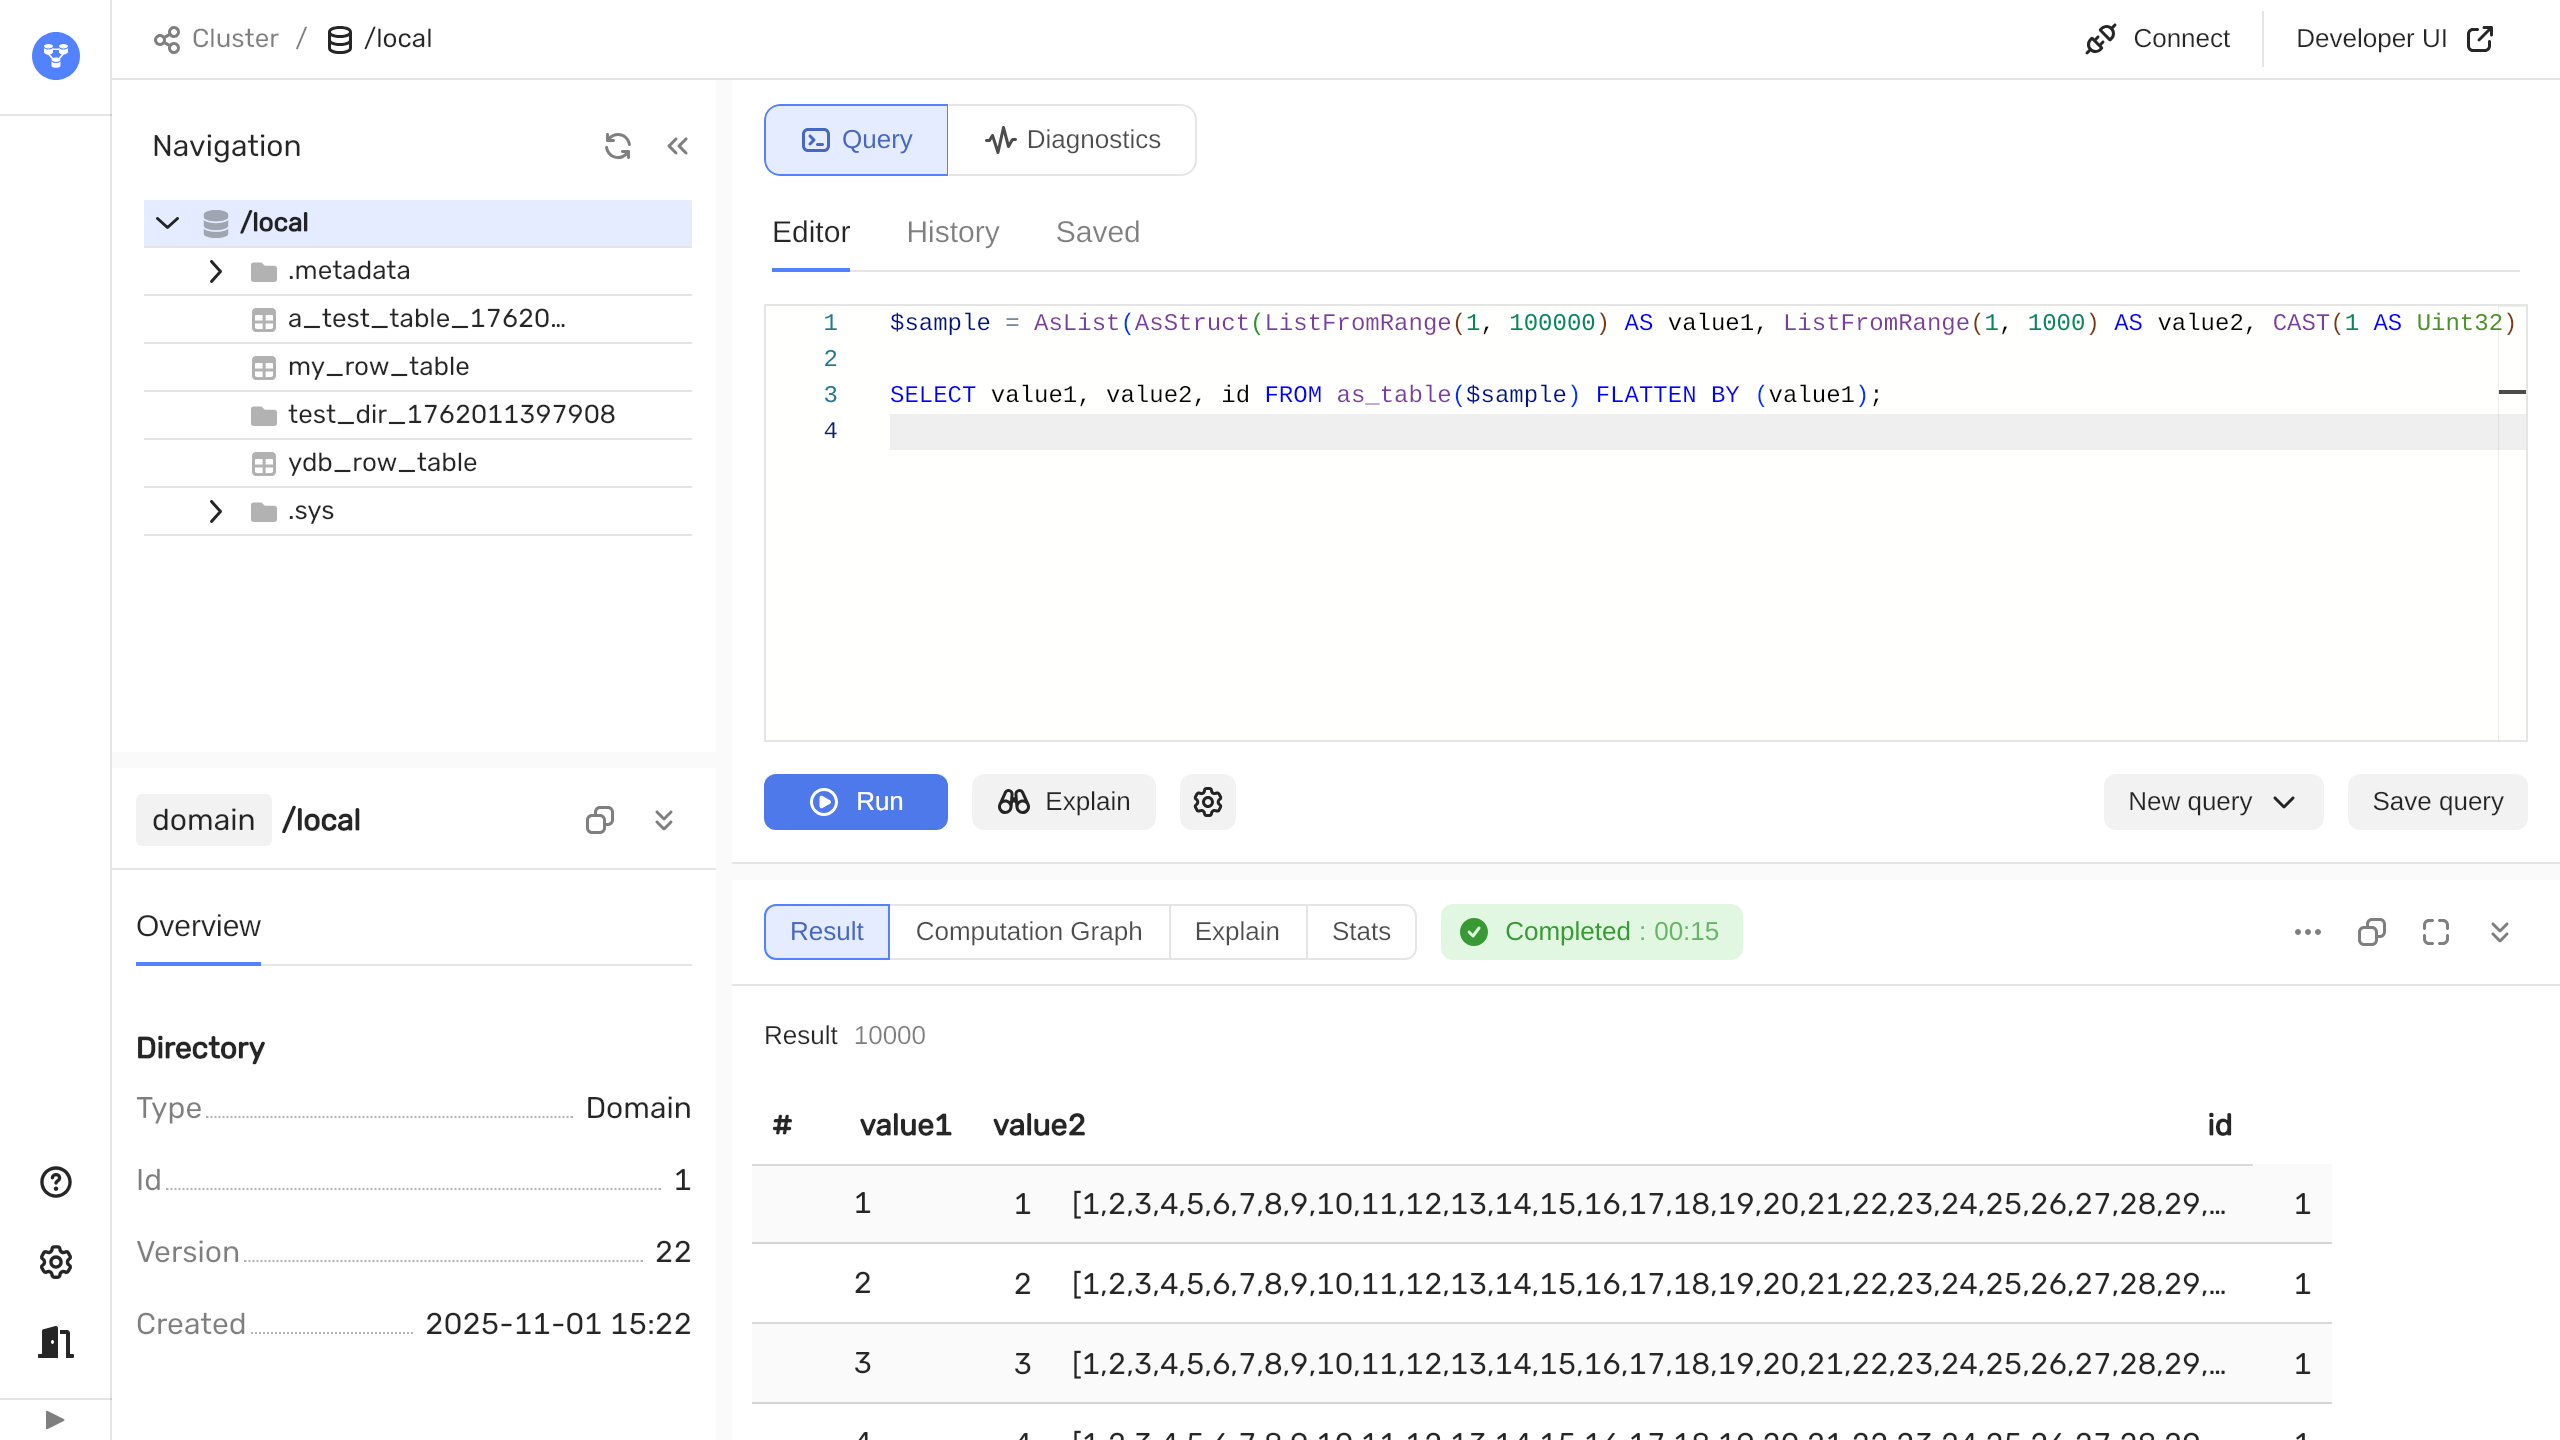 Cluster / /local
Connect
Developer UI
Navigation
/local
.metadata
a_test_table_17620…
my_row_table
test_dir_1762011397908
ydb_row_table
.sys
domain /local
Overview
Directory
Type Domain
Id 1
Version 22
Created 2025-11-01 15:22
Query
Diagnostics
Editor
History
Saved
1 $sample = AsList(AsStruct(ListFromRange(1, 100000) AS value1, ListFromRange(1, 1000) AS value2, CAST(1 AS Uint32)
2
3 SELECT value1, value2, id FROM as_table($sample) FLATTEN BY (value1);
4
Run
Explain
New query
Save query
Result
Computation Graph
Explain
Stats
Completed : 00:15
Result 10000
# value1 value2 id
1 1 [1,2,3,4,5,6,7,8,9,10,11,12,13,14,15,16,17,18,19,20,21,22,23,24,25,26,27,28,29,… 1
2 2 [1,2,3,4,5,6,7,8,9,10,11,12,13,14,15,16,17,18,19,20,21,22,23,24,25,26,27,28,29,… 1
3 3 [1,2,3,4,5,6,7,8,9,10,11,12,13,14,15,16,17,18,19,20,21,22,23,24,25,26,27,28,29,… 1